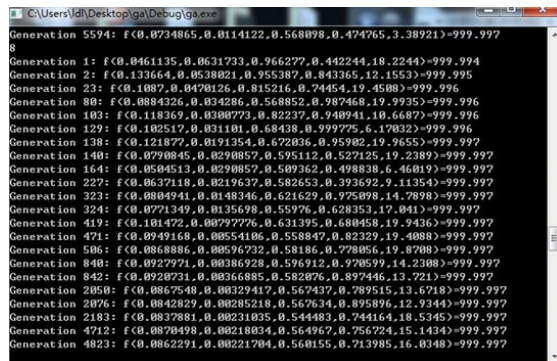 C:\Users\ldl\Desktop\ga\Debug\ga.exe
Generation 5594: f(0.0734865,0.0114122,0.568098,0.474765,3.38921)=999.997
8
Generation 1: f(0.0461135,0.0631733,0.966277,0.442244,18.2244)=999.994
Generation 2: f(0.133664,0.0538021,0.955387,0.843365,12.1553)=999.995
Generation 23: f(0.1087,0.0470126,0.815216,0.74454,19.4508)=999.996
Generation 80: f(0.0884326,0.034286,0.568852,0.987468,19.9935)=999.996
Generation 103: f(0.118369,0.0300773,0.82237,0.940941,10.6687)=999.996
Generation 129: f(0.102517,0.031101,0.68438,0.999775,6.17032)=999.996
Generation 138: f(0.121877,0.0191354,0.672036,0.95902,19.9655)=999.997
Generation 140: f(0.0790845,0.0290857,0.595112,0.527125,19.2389)=999.997
Generation 164: f(0.0504513,0.0290857,0.509362,0.498838,6.46019)=999.997
Generation 227: f(0.0637118,0.0219637,0.582653,0.393692,9.11354)=999.997
Generation 323: f(0.0804941,0.0148346,0.621629,0.975098,14.7898)=999.997
Generation 324: f(0.0771349,0.0135698,0.55976,0.628353,17.041)=999.997
Generation 419: f(0.101472,0.00797776,0.631395,0.680458,19.9436)=999.997
Generation 471: f(0.0949168,0.00554106,0.558847,0.82329,19.4088)=999.997
Generation 506: f(0.0868886,0.00596732,0.58186,0.778056,19.8708)=999.997
Generation 840: f(0.0927971,0.00386928,0.596912,0.970599,14.2308)=999.997
Generation 842: f(0.0920731,0.00366885,0.582076,0.897446,13.721)=999.997
Generation 2050: f(0.0867548,0.00329417,0.567437,0.789515,13.6718)=999.997
Generation 2076: f(0.0842829,0.00285218,0.567634,0.895896,12.9344)=999.997
Generation 2183: f(0.0837881,0.00231035,0.544483,0.744164,18.5345)=999.997
Generation 4712: f(0.0870498,0.00218034,0.564967,0.756724,15.1434)=999.997
Generation 4823: f(0.0862291,0.00221704,0.560155,0.713985,16.0348)=999.997